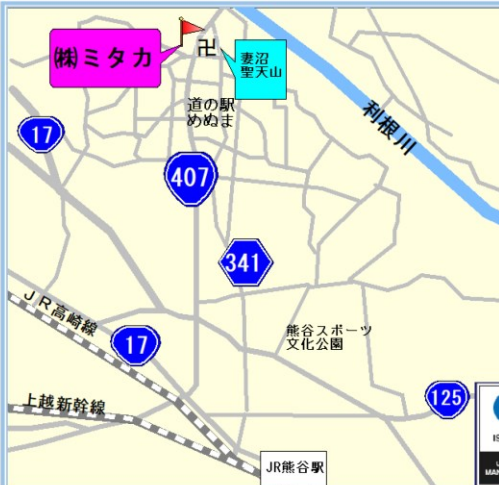 ㈱ミタカ
卍
妻沼
聖天山
道の駅
めぬま
17
利根川
407
341
JR高崎線
17
熊谷スポーツ
文化公園
上越新幹線
125
JR熊谷駅